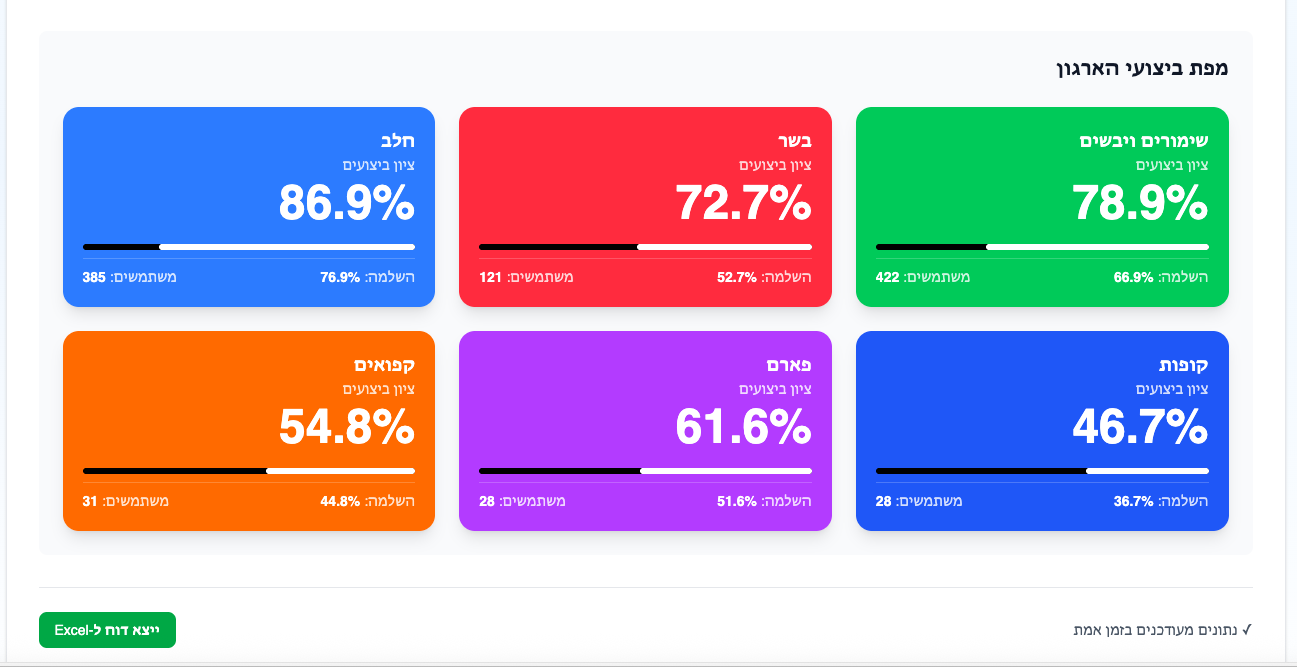 מפת ביצועי הארגון
שימורים ויבשים
ציון ביצועים
78.9%
השלמה: 66.9%
משתמשים: 422
בשר
ציון ביצועים
72.7%
השלמה: 52.7%
משתמשים: 121
חלב
ציון ביצועים
86.9%
השלמה: 76.9%
משתמשים: 385
קופות
ציון ביצועים
46.7%
השלמה: 36.7%
משתמשים: 28
פארם
ציון ביצועים
61.6%
השלמה: 51.6%
משתמשים: 28
קפואים
ציון ביצועים
54.8%
השלמה: 44.8%
משתמשים: 31
✓ נתונים מעודכנים בזמן אמת
ייצא דוח ל-Excel